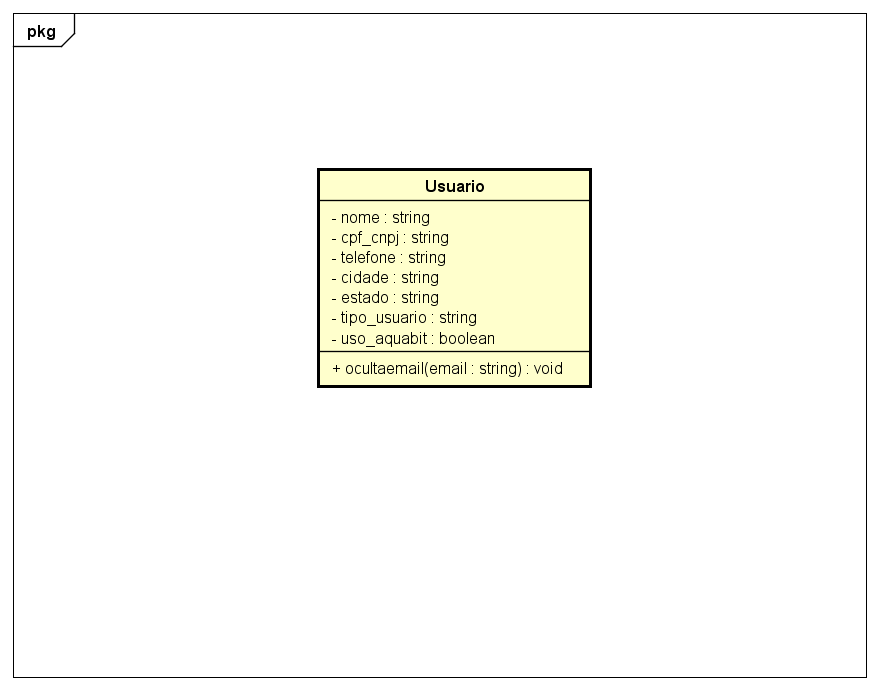 pkg
Usuario
- nome : string
- cpf_cnpj : string
- telefone : string
- cidade : string
- estado : string
- tipo_usuario : string
- uso_aquabit : boolean
+ ocultaemail(email : string) : void